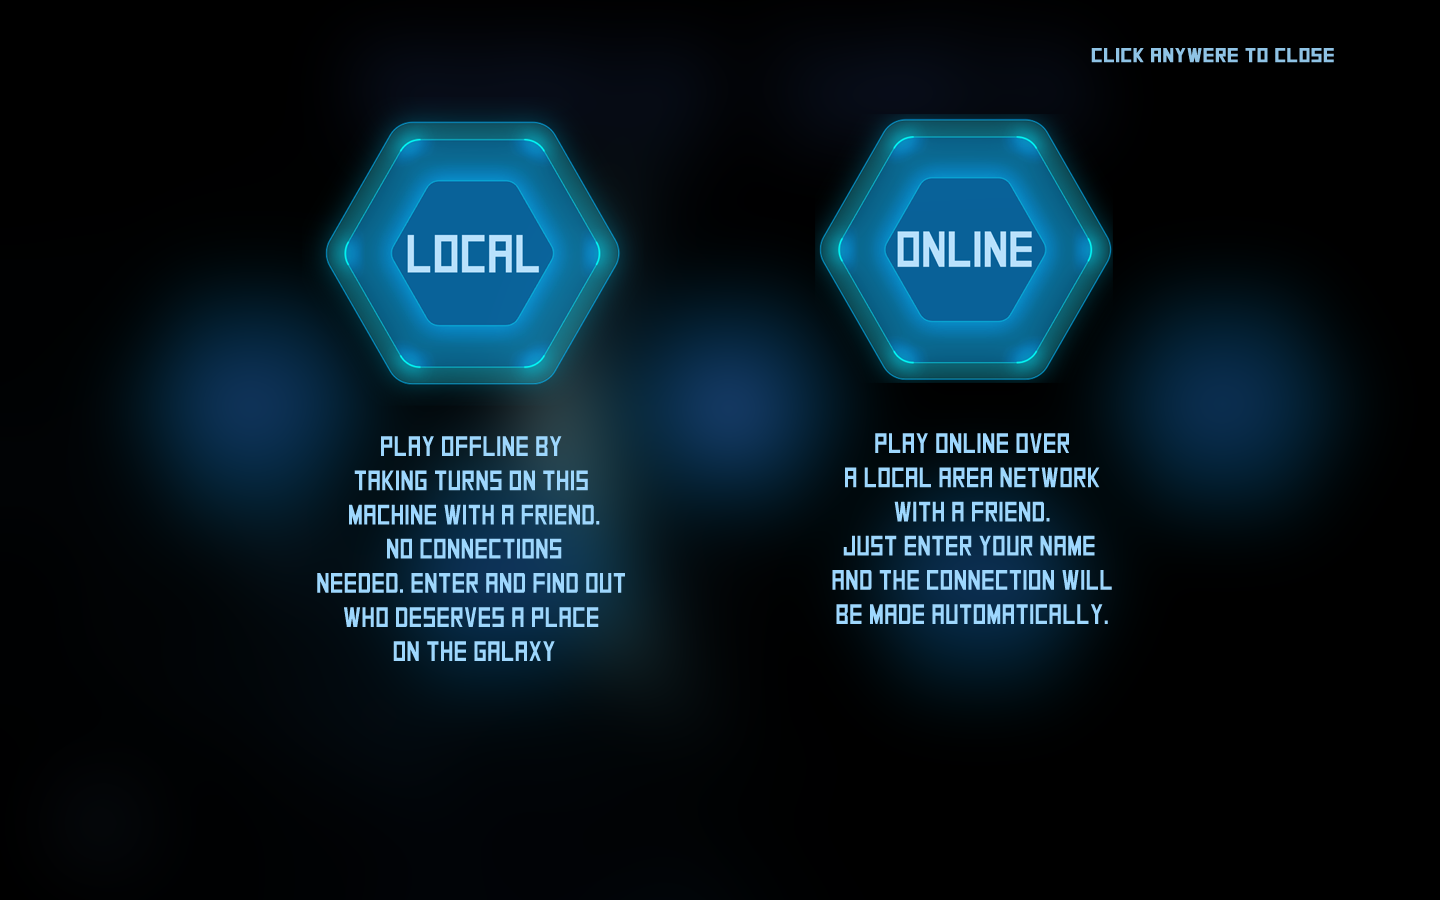 CLICK ANYWERE TO CLOSE
LOCAL
PLAY OFFLINE BY
TAKING TURNS ON THIS
MACHINE WITH A FRIEND.
NO CONNECTIONS
NEEDED. ENTER AND FIND OUT
WHO DESERVES A PLACE
ON THE GALAXY
ONLINE
PLAY ONLINE OVER
A LOCAL AREA NETWORK
WITH A FRIEND.
JUST ENTER YOUR NAME
AND THE CONNECTION WILL
BE MADE AUTOMATICALLY.